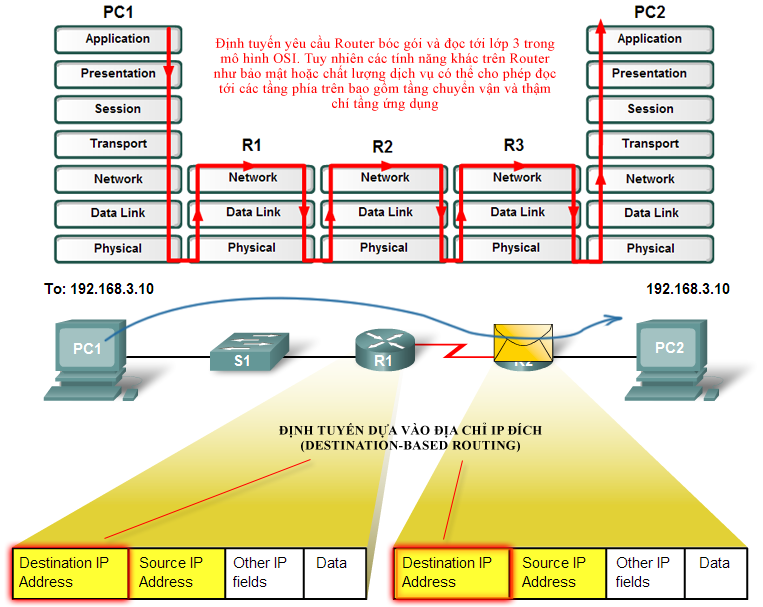 PC1
PC2
Application
Presentation
Session
Transport
Network
Data Link
Physical
Định tuyến yêu cầu Router bóc gói và đọc tới lớp 3 trong
mô hình OSI. Tuy nhiên các tính năng khác trên Router
như bảo mật hoặc chất lượng dịch vụ có thể cho phép đọc
tới các tầng phía trên bao gồm tầng chuyển vận và thậm
chí tầng ứng dụng
R1
R2
R3
Network
Data Link
Physical
Network
Data Link
Physical
Network
Data Link
Physical
Application
Presentation
Session
Transport
Network
Data Link
Physical
To: 192.168.3.10
192.168.3.10
PC1
S1
R1
R2
PC2
ĐỊNH TUYẾN DỰA VÀO ĐỊA CHỈ IP ĐÍCH
(DESTINATION-BASED ROUTING)
Destination IP
Address
Source IP
Address
Other IP
fields
Data
Destination IP
Address
Source IP
Address
Other IP
fields
Data